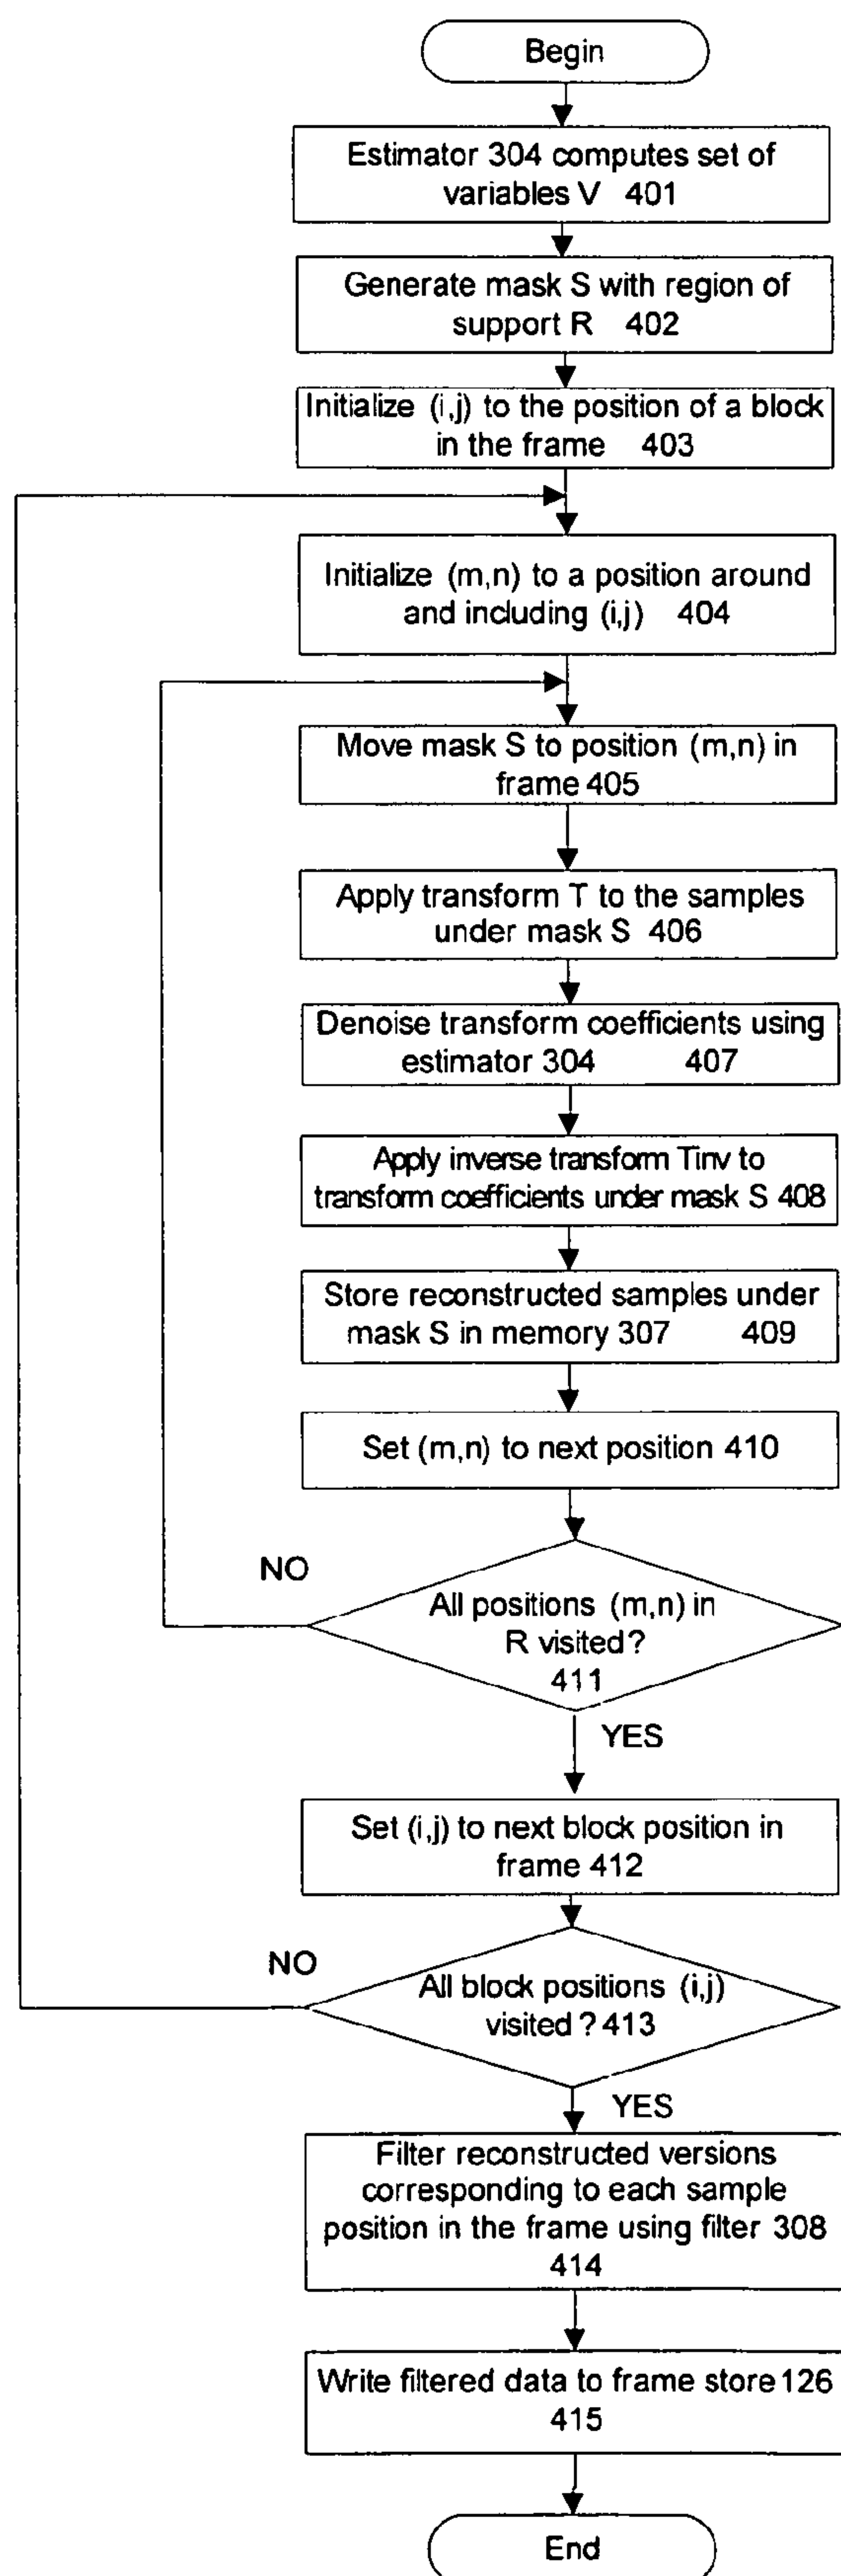 Begin
Estimator 304 computes set of
variables V 401
Generate mask S with region of
support R 402
Initialize (i,j) to the position of a block
in the frame 403
Initialize (m,n) to a position around
and including (i,j) 404
Move mask S to position (m,n) in
frame 405
Apply transform T to the samples
under mask S 406
Denoise transform coefficients using
estimator 304 407
Apply inverse transform Tinv to
transform coefficients under mask S 408
Store reconstructed samples under
mask S in memory 307 409
Set (m,n) to next position 410
NO
All positions (m,n) in
R visited?
411
YES
Set (i,j) to next block position in
frame 412
NO
All block positions (i,j)
visited? 413
YES
Filter reconstructed versions
corresponding to each sample
position in the frame using filter 308
414
Write filtered data to frame store 126
415
End